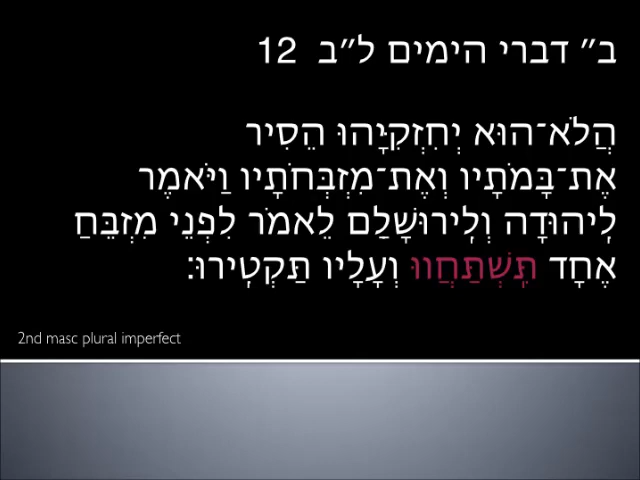 ב״ דברי הימים ל״ב 12
הֲלֹא־הוּא יְחִזְקִיָּהוּ הֵסִיר
אֶת־בָּמֹתָיו וְאֶת־מִזְבְּחֹתָיו וַיֹּאמֶר
לִֽיהוּדָה וְלִֽירוּשָׁלִַם לֵאמֹר לִפְנֵי מִזְבֵּחַ
אֶחָד תִּֽשְׁתַּחֲווּ וְעָלָיו תַּקְטִֽירוּ׃
2nd masc plural imperfect